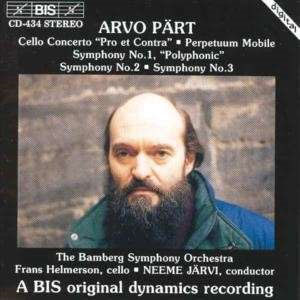 BIS
CD-434 STEREO
digital
ARVO PÄRT
Cello Concerto "Pro et Contra" ▪ Perpetuum Mobile
Symphony No.1, "Polyphonic"
Symphony No.2 ▪ Symphony No.3
The Bamberg Symphony Orchestra
Frans Helmerson, cello ▪ NEEME JÄRVI, conductor
A BIS original dynamics recording